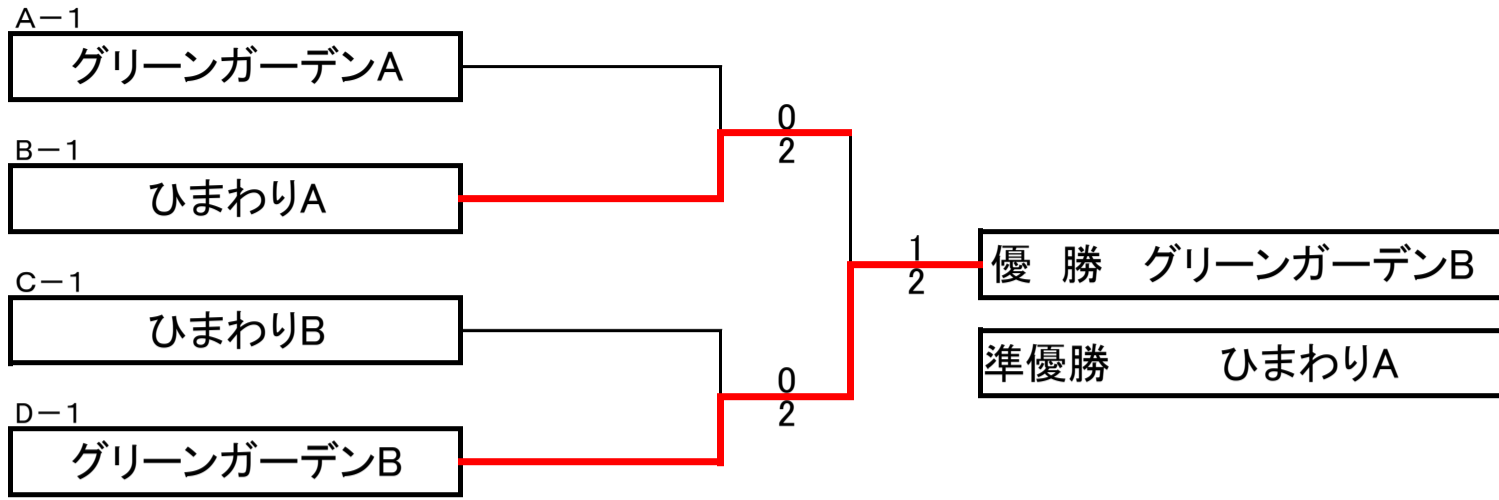 A－1
グリーンガーデンA
B－1
ひまわりA
C－1
ひまわりB
D－1
グリーンガーデンB
0
2
0
2
1
2
優　勝　グリーンガーデンB
準優勝　　ひまわりA